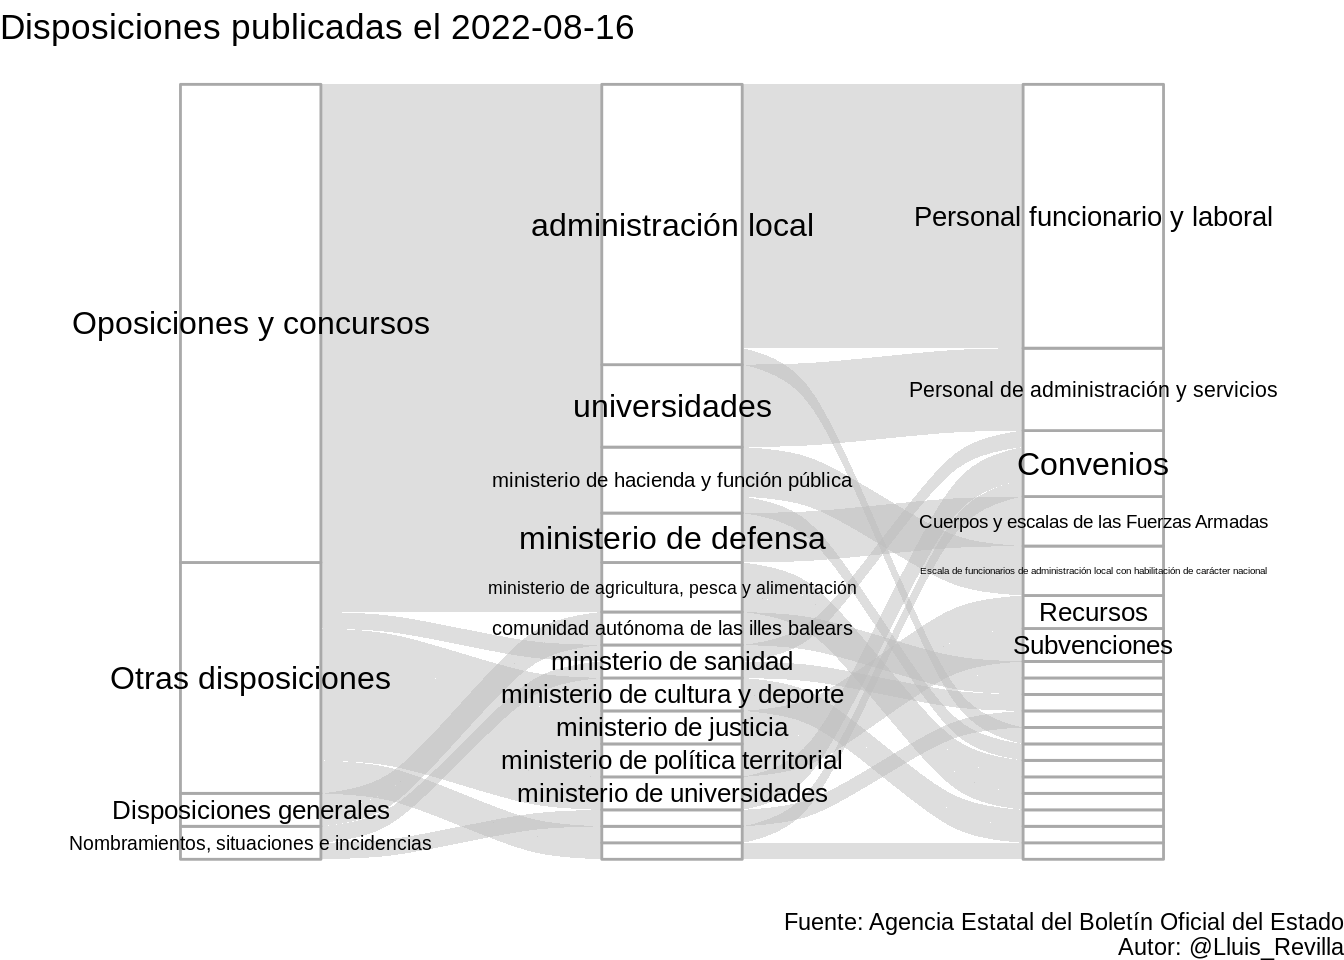 Disposiciones publicadas el 2022-08-16
Oposiciones y concursos
Otras disposiciones
Disposiciones generales
Nombramientos, situaciones e incidencias
administración local
universidades
ministerio de hacienda y función pública
ministerio de defensa
ministerio de agricultura, pesca y alimentación
comunidad autónoma de las illes balears
ministerio de sanidad
ministerio de cultura y deporte
ministerio de justicia
ministerio de política territorial
ministerio de universidades
Personal funcionario y laboral
Personal de administración y servicios
Convenios
Cuerpos y escalas de las Fuerzas Armadas
Escala de funcionarios de administración local con habilitación de carácter nacional
Recursos
Subvenciones
Fuente: Agencia Estatal del Boletín Oficial del Estado
Autor: @Lluis_Revilla